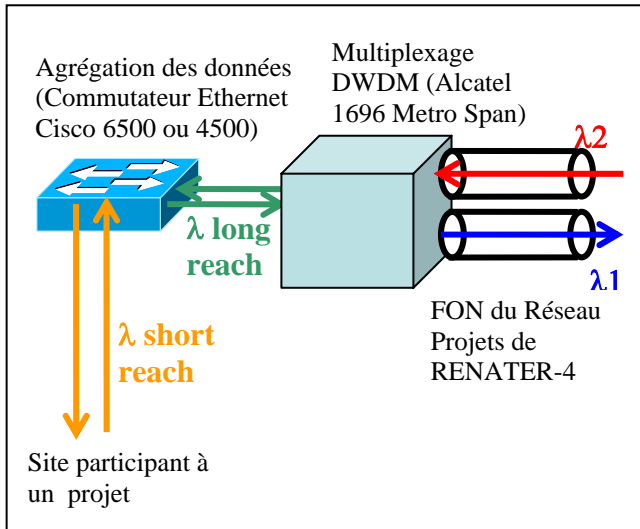 Agrégation des données
(Commutateur Ethernet
Cisco 6500 ou 4500)
Multiplexage
DWDM (Alcatel
1696 Metro Span)
λ2
λ long
reach
λ1
λ short
reach
FON du Réseau
Projets de
RENATER-4
Site participant à
un projet